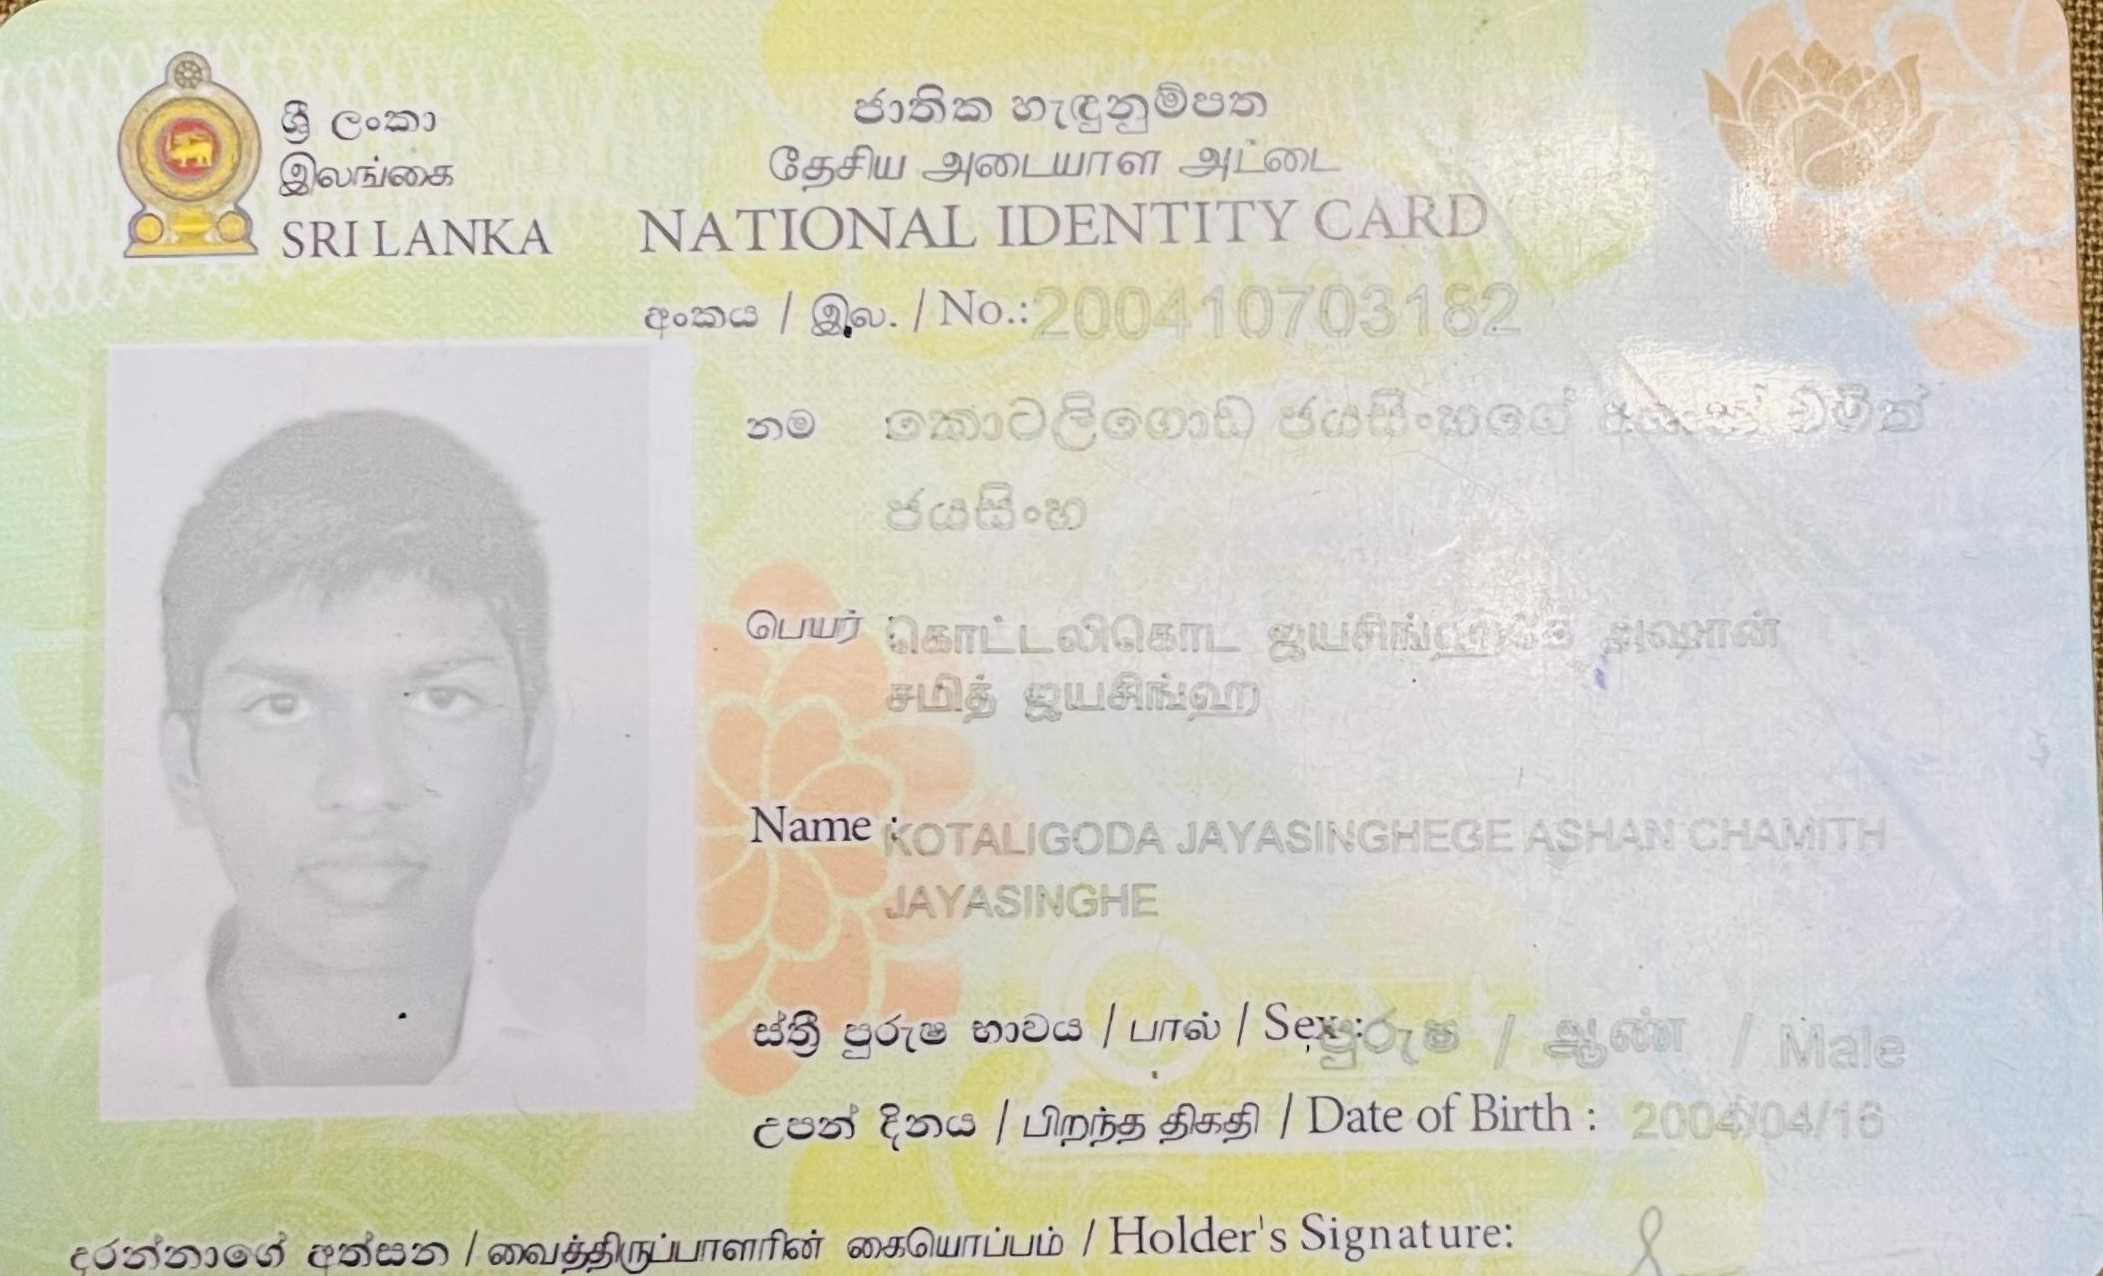 ශ්‍රී ලංකා
இலங்கை
SRI LANKA
ජාතික හැඳුනුම්පත
தேசிய அடையாள அட்டை
NATIONAL IDENTITY CARD
අංකය / இல. / No.: 200410703182
නම කොටලිගොඩ ජයසිංහගේ චමිත්
ජයසිංහ
பெயர் கொட்டலிகொட ஜயசிங்ஹகே அஷான்
சமித் ஜயசிங்ஹ
Name : KOTALIGODA JAYASINGHEGE ASHAN CHAMITH
JAYASINGHE
ස්ත්‍රී පුරුෂ භාවය / பால் / Sex : පුරුෂ / ஆண் / Male
උපන් දිනය / பிறந்த திகதி / Date of Birth : 2004/04/16
දරන්නාගේ අත්සන / வைத்திருப்பாளரின் கையொப்பம் / Holder's Signature: